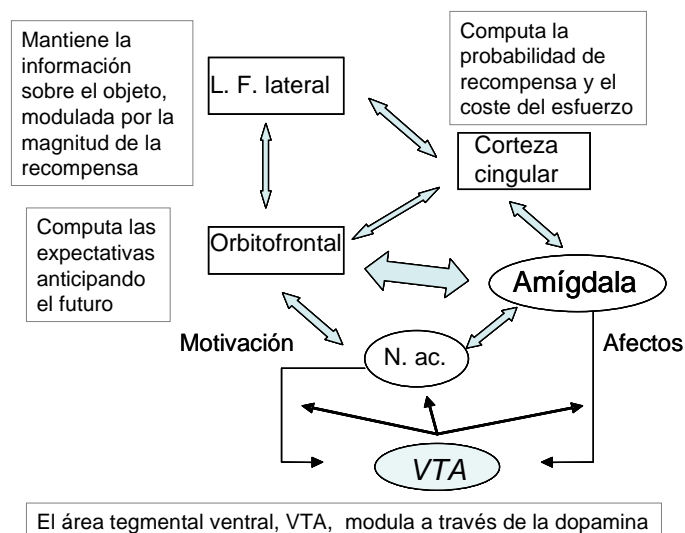 Mantiene la
información
sobre el objeto,
modulada por la
magnitud de la
recompensa
L. F. lateral
Computa la
probabilidad de
recompensa y el
coste del esfuerzo
Corteza
cingular
Computa las
expectativas
anticipando
el futuro
Orbitofrontal
Amígdala
Motivación
N. ac.
Afectos
VTA
El área tegmental ventral, VTA, modula a través de la dopamina